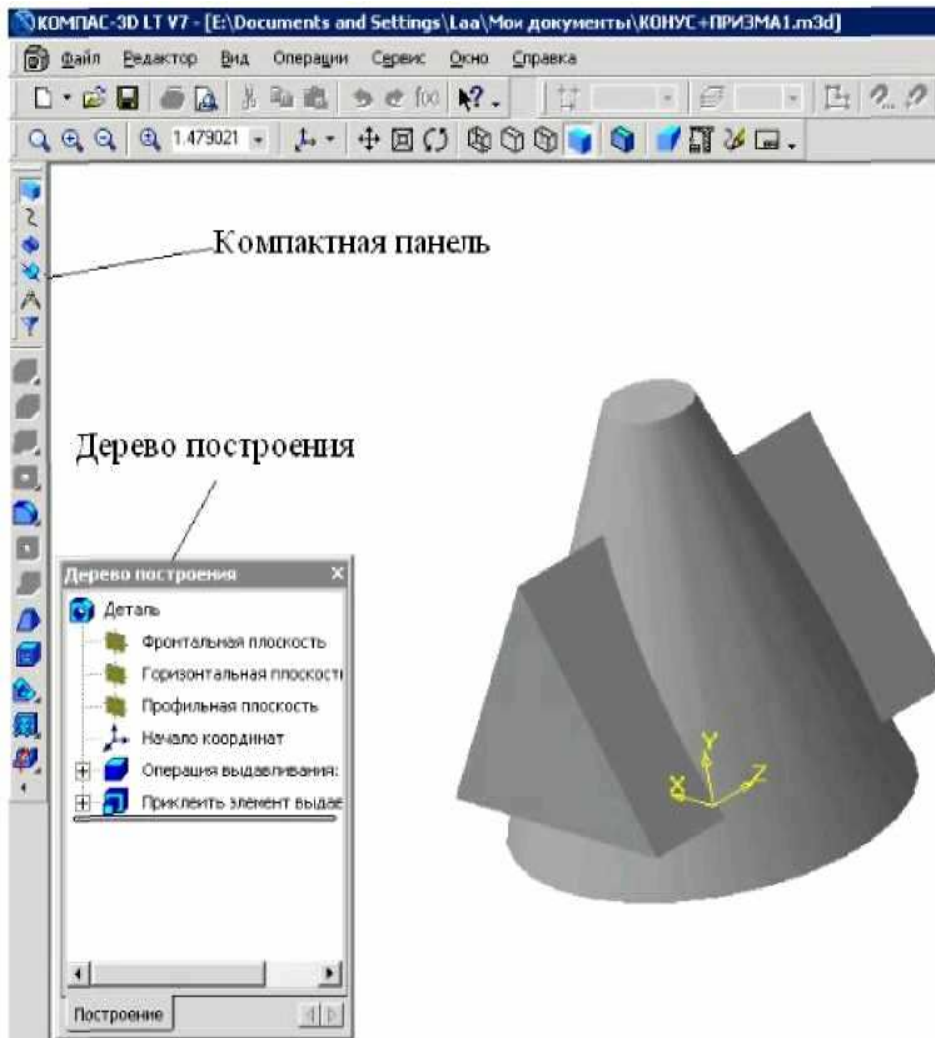 КОМПАС-3D LT V7 - [E:\Documents and Settings\Laa\Мои документы\КОНУС+ПРИЗМА1.m3d]
Файл Редактор Вид Операции Сервис Окно Справка
f(x)
1.479021
Компактная панель
Дерево построения
Дерево построения
Деталь
Фронтальная плоскость
Горизонтальная плоскост
Профильная плоскость
Начало координат
Операция выдавливания:
Приклеить элемент выдав
Построение
Y
X
Z